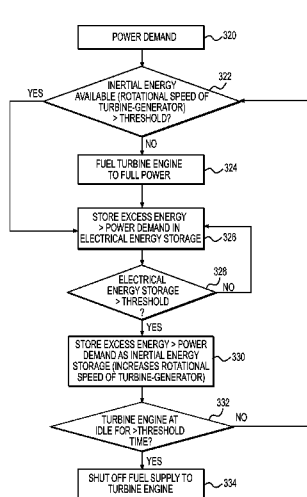 POWER DEMAND
320
INERTIAL ENERGY
AVAILABLE (ROTATIONAL SPEED OF
TURBINE-GENERATOR)
> THRESHOLD?
322
YES
NO
FUEL TURBINE ENGINE
TO FULL POWER
324
STORE EXCESS ENERGY
> POWER DEMAND IN
ELECTRICAL ENERGY STORAGE
326
ELECTRICAL
ENERGY STORAGE
> THRESHOLD
?
328
NO
YES
STORE EXCESS ENERGY > POWER
DEMAND AS INERTIAL ENERGY
STORAGE (INCREASES ROTATIONAL
SPEED OF TURBINE-GENERATOR)
330
TURBINE ENGINE AT
IDLE FOR >THRESHOLD
TIME?
332
NO
YES
SHUT OFF FUEL SUPPLY TO
TURBINE ENGINE
334